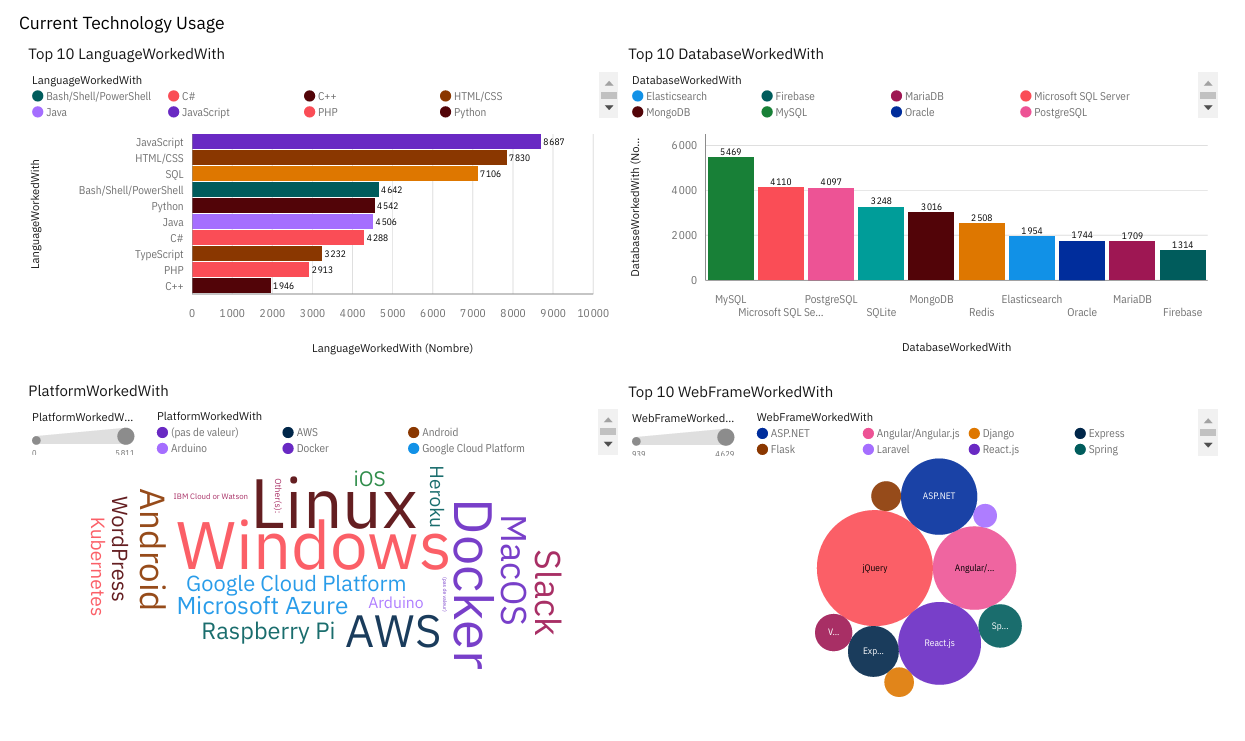 Current Technology Usage
Top 10 LanguageWorkedWith
LanguageWorkedWith
Bash/Shell/PowerShell C# C++ HTML/CSS
Java JavaScript PHP Python
LanguageWorkedWith
JavaScript 8687
HTML/CSS 7830
SQL 7106
Bash/Shell/PowerShell 4642
Python 4542
Java 4506
C# 4288
TypeScript 3232
PHP 2913
C++ 1946
0 1000 2000 3000 4000 5000 6000 7000 8000 9000 10000
LanguageWorkedWith (Nombre)
Top 10 DatabaseWorkedWith
DatabaseWorkedWith
Elasticsearch Firebase MariaDB Microsoft SQL Server
MongoDB MySQL Oracle PostgreSQL
DatabaseWorkedWith (No...
6000
4000
2000
0
5469 4110 4097 3248 3016 2508 1954 1744 1709 1314
MySQL PostgreSQL MongoDB Elasticsearch MariaDB
Microsoft SQL Se... SQLite Redis Oracle Firebase
DatabaseWorkedWith
PlatformWorkedWith
PlatformWorkedW...
0 5811
PlatformWorkedWith
(pas de valeur) AWS Android
Arduino Docker Google Cloud Platform
Kubernetes
WordPress
Android
IBM Cloud or Watson
Other(s):
Linux
iOS
Heroku
Windows
Docker
MacOS
Slack
Google Cloud Platform
Microsoft Azure
Arduino
(pas de valeur)
Raspberry Pi
AWS
Top 10 WebFrameWorkedWith
WebFrameWorked...
939 4629
WebFrameWorkedWith
ASP.NET Angular/Angular.js Django Express
Flask Laravel React.js Spring
ASP.NET
jQuery
Angular/...
V...
Exp...
React.js
Sp...